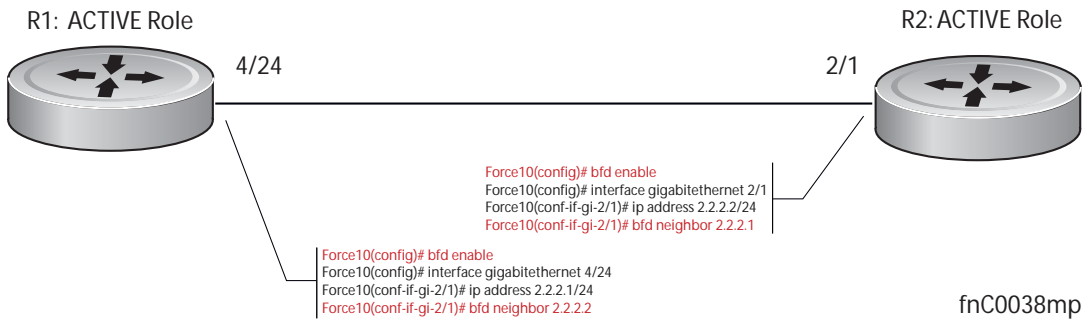 R1: ACTIVE Role
R2: ACTIVE Role
4/24
2/1
Force10(config)# bfd enable
Force10(config)# interface gigabitethernet 2/1
Force10(conf-if-gi-2/1)# ip address 2.2.2.2/24
Force10(conf-if-gi-2/1)# bfd neighbor 2.2.2.1
Force10(config)# bfd enable
Force10(config)# interface gigabitethernet 4/24
Force10(conf-if-gi-2/1)# ip address 2.2.2.1/24
Force10(conf-if-gi-2/1)# bfd neighbor 2.2.2.2
fnC0038mp